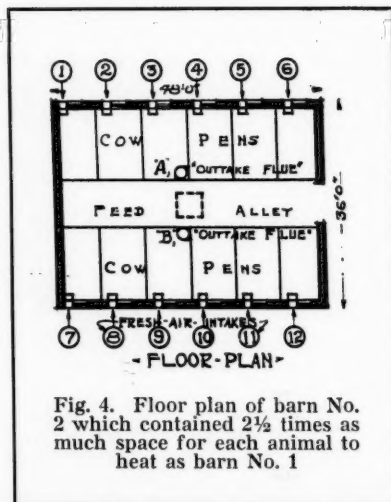 ① ② ③ ④ ⑤ ⑥
48'0"
COW PENS
"A," "OUTTAKE FLUE"
FEED ALLEY
36'0"
"B," "OUTTAKE FLUE"
COW PENS
FRESH-AIR-INTAKES
⑦ ⑧ ⑨ ⑩ ⑪ ⑫
- FLOOR-PLAN -
Fig. 4. Floor plan of barn No.
2 which contained 2½ times as
much space for each animal to
heat as barn No. 1